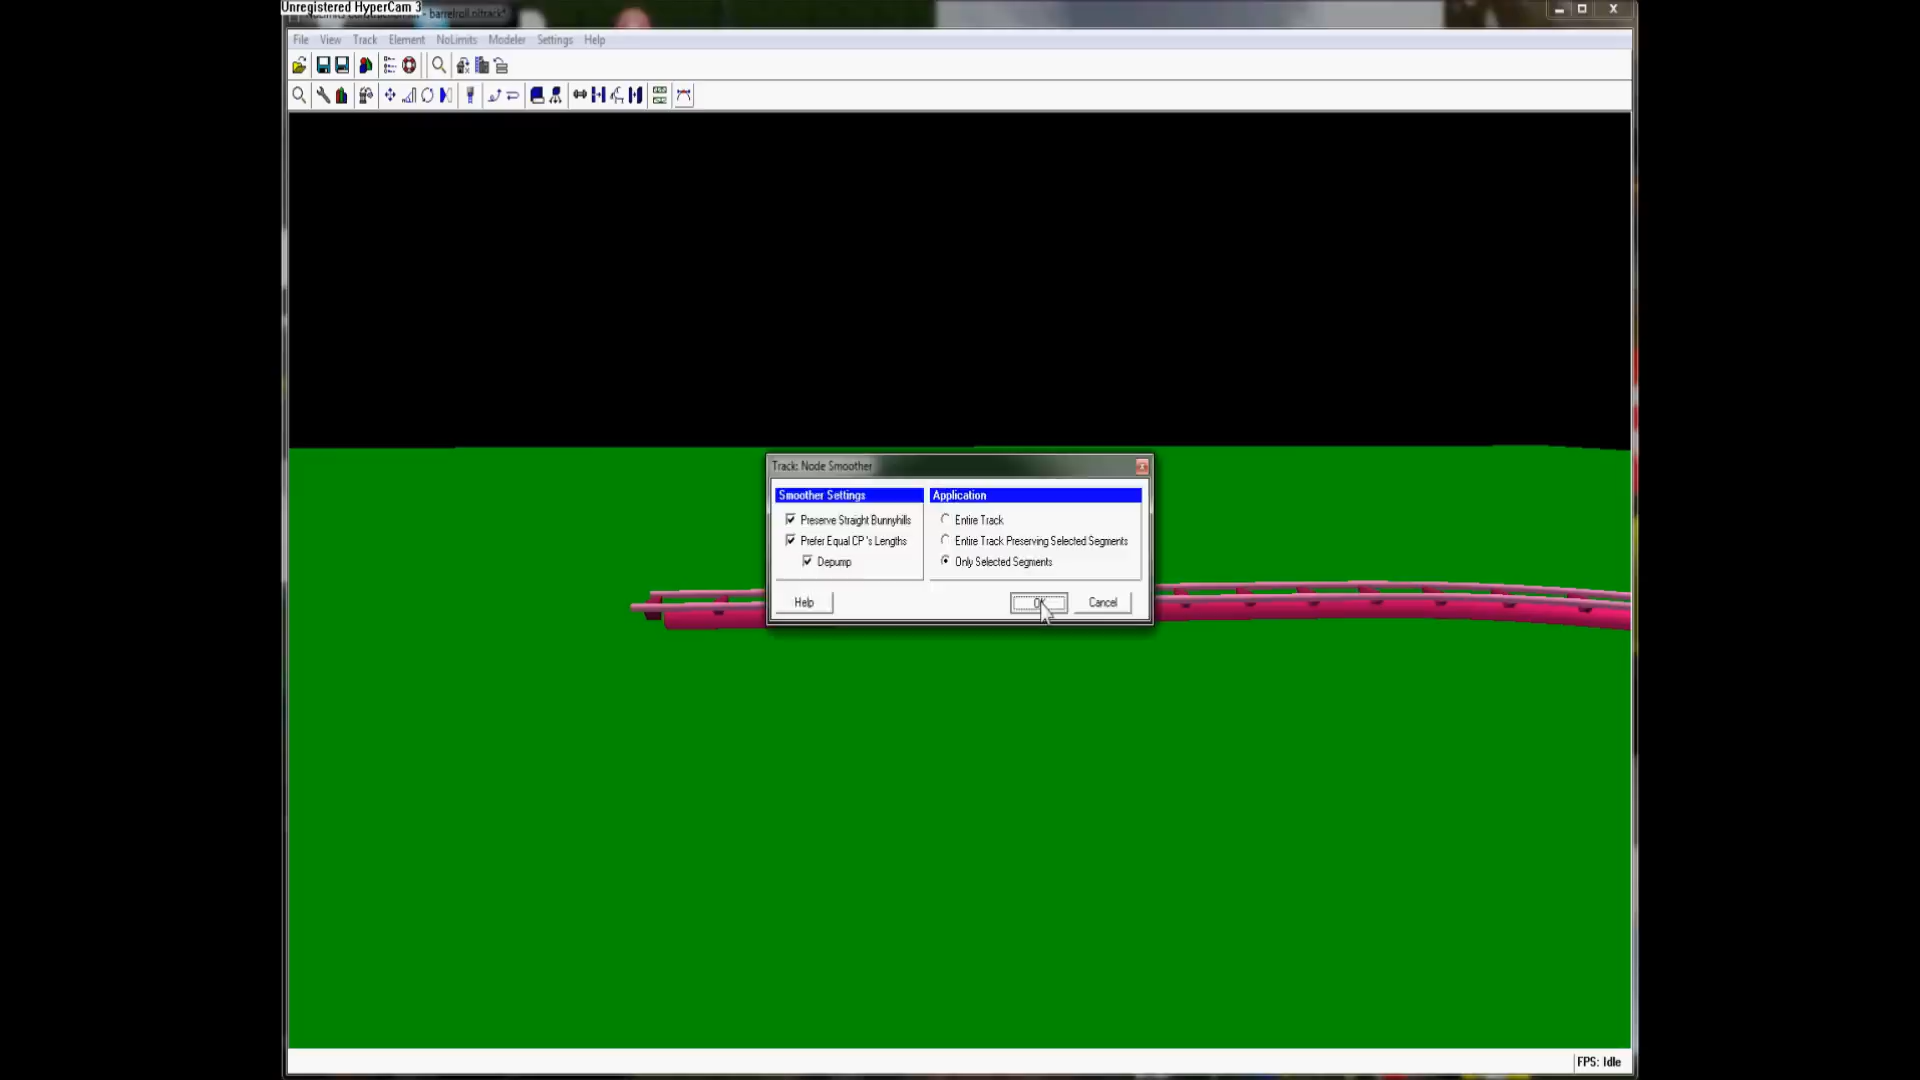 Unregistered HyperCam 3
- barrelroll.nltrack*
File View Track Element NoLimits Modeler Settings Help
Track: Node Smoother
Smoother Settings
Application
Preserve Straight Bunnyhills
Entire Track
Prefer Equal CP's Lengths
Entire Track Preserving Selected Segments
Depump
Only Selected Segments
Help
OK
Cancel
FPS: Idle